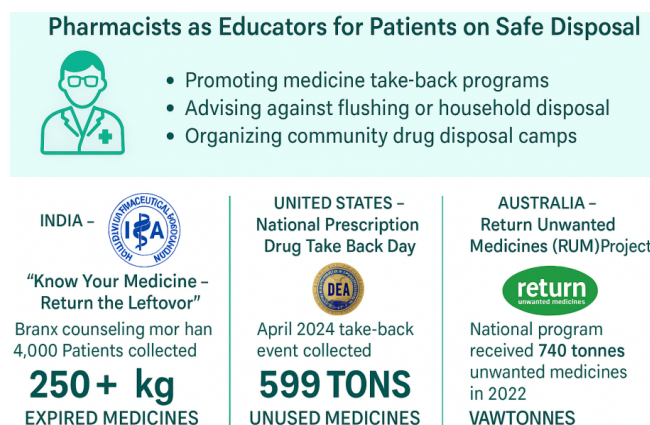 Pharmacists as Educators for Patients on Safe Disposal
• Promoting medicine take-back programs
• Advising against flushing or household disposal
• Organizing community drug disposal camps
INDIA –
IPA
“Know Your Medicine –
Return the Leftovor”
Branx counseling mor han
4,000 Patients collected
250+ kg
EXPIRED MEDICINES
UNITED STATES –
National Prescription
Drug Take Back Day
DEA
April 2024 take-back
event collected
599 TONS
UNUSED MEDICINES
AUSTRALIA –
Return Unwanted
Medicines (RUM)Project
return
unwanted medicines
National program
received 740 tonnes
unwanted medicines
in 2022
VAWTONNES